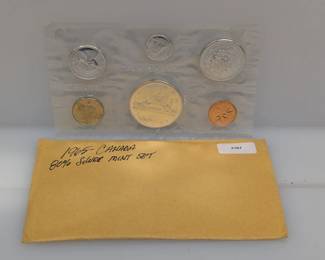 1965 - CANADA
80% SILVER MINT SET